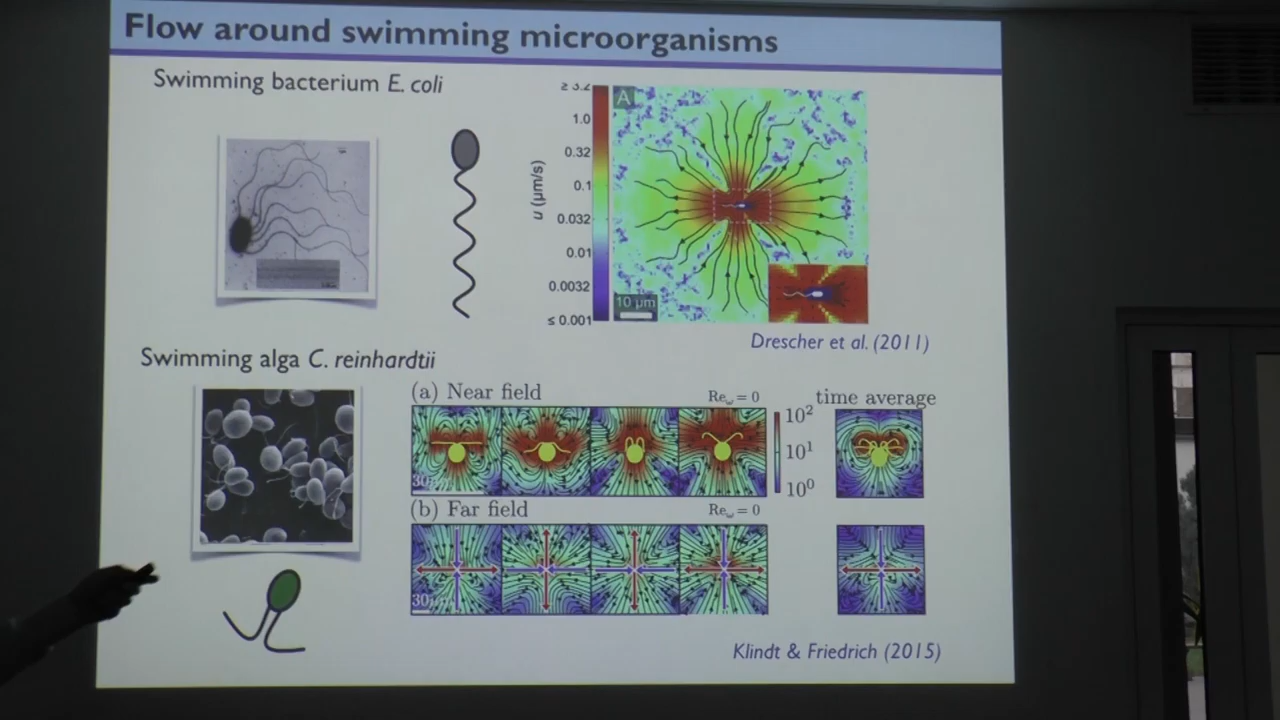 Flow around swimming microorganisms
Swimming bacterium E. coli
A
≥ 3.2
1.0
0.32
0.1
0.032
0.01
0.0032
≤ 0.001
u (μm/s)
10 μm
Drescher et al. (2011)
Swimming alga C. reinhardtii
(a) Near field
Reω = 0
time average
10²
10¹
10⁰
(b) Far field
Reω = 0
Klindt & Friedrich (2015)